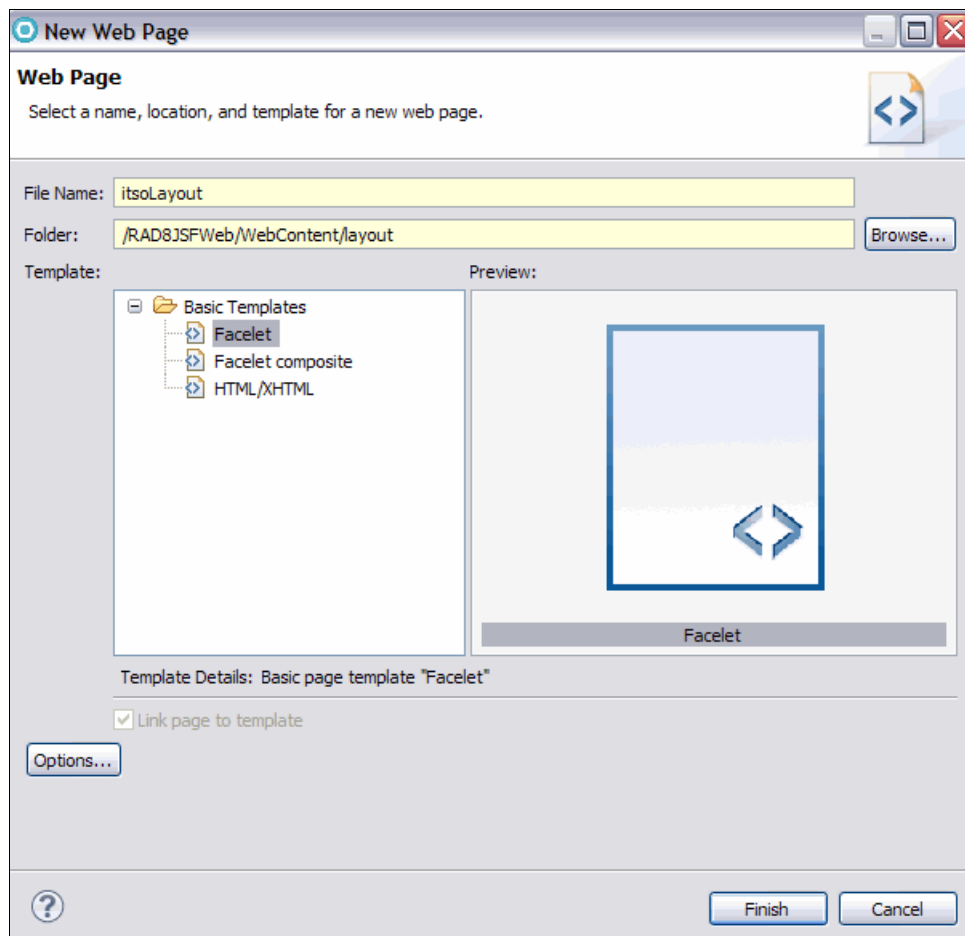 New Web Page
Web Page
Select a name, location, and template for a new web page.
File Name: itsoLayout
Folder: /RAD8JSFWeb/WebContent/layout Browse...
Template: Preview:
Basic Templates
Facelet
Facelet composite
HTML/XHTML
Facelet
Template Details: Basic page template "Facelet"
Link page to template
Options...
Finish Cancel